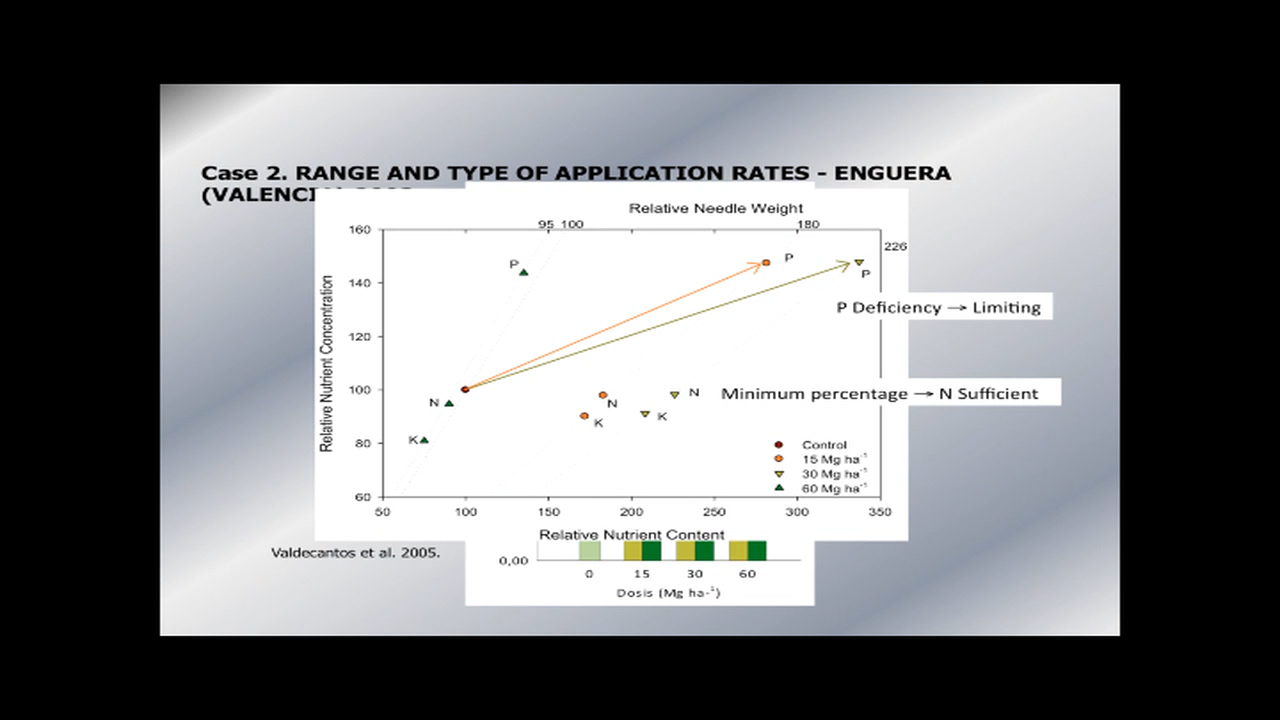 Case 2. RANGE AND TYPE OF APPLICATION RATES - ENGUERA
(VALENCI
Relative Needle Weight
95 100 180
226
160
140
120
100
80
60
Relative Nutrient Concentration
P
P
P
N
K
N
K
N
K
P Deficiency → Limiting
Minimum percentage → N Sufficient
Control
15 Mg ha-1
30 Mg ha-1
60 Mg ha-1
50 100 150 200 250 300 350
Relative Nutrient Content
Valdecantos et al. 2005.
0,00
0 15 30 60
Dosis (Mg ha-1)